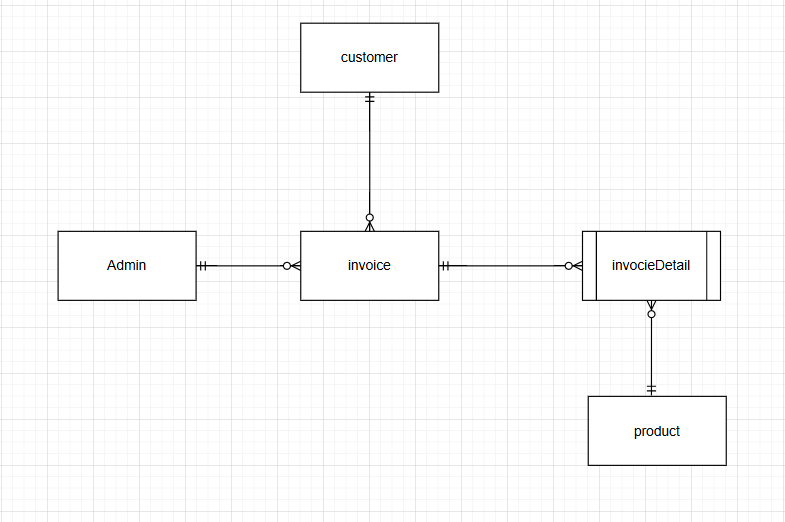 customer
Admin
invoice
invocieDetail
product